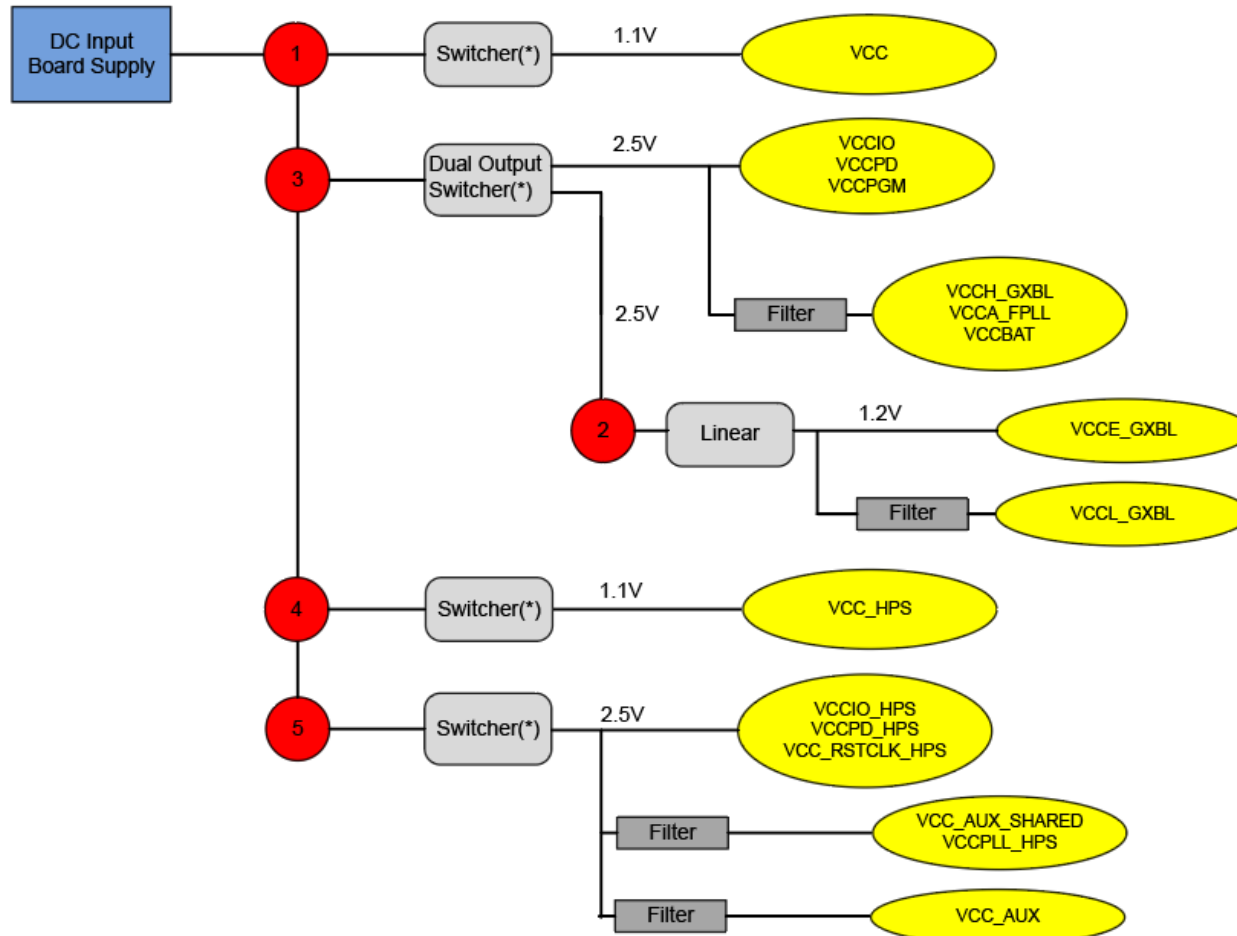 DC Input
Board Supply
1
Switcher(*)
1.1V
VCC
3
Dual Output
Switcher(*)
2.5V
VCCIO
VCCPD
VCCPGM
2.5V
Filter
VCCH_GXBL
VCCA_FPLL
VCCBAT
2
Linear
1.2V
VCCE_GXBL
Filter
VCCL_GXBL
4
Switcher(*)
1.1V
VCC_HPS
5
Switcher(*)
2.5V
VCCIO_HPS
VCCPD_HPS
VCC_RSTCLK_HPS
Filter
VCC_AUX_SHARED
VCCPLL_HPS
Filter
VCC_AUX